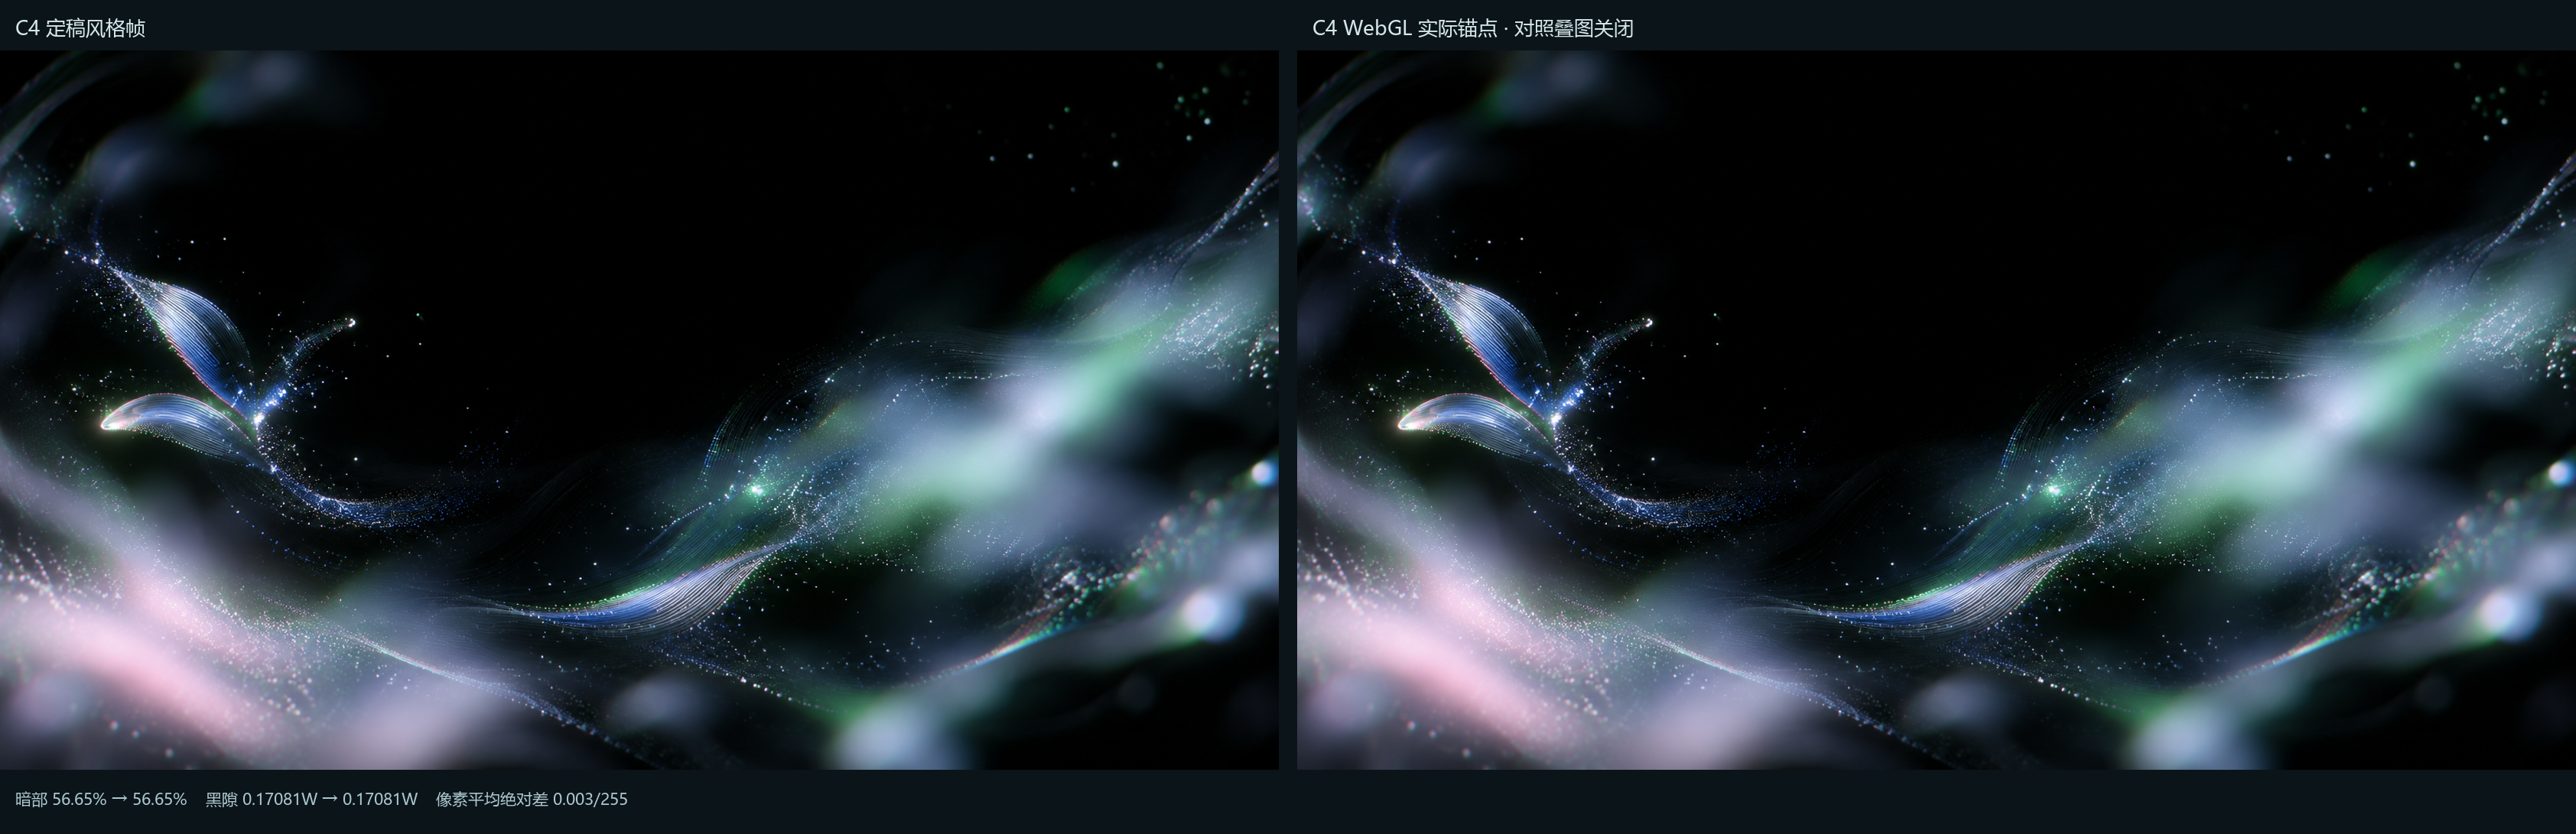 C4 定稿风格帧
C4 WebGL 实际锚点 · 对照叠图关闭
暗部 56.65% → 56.65% 黑隙 0.17081W → 0.17081W 像素平均绝对差 0.003/255